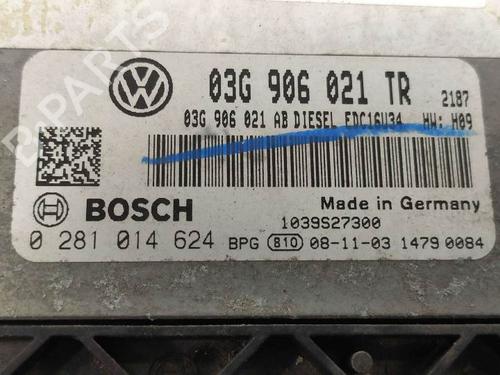 03G 906 021 TR 2187
03G 906 021 AB DIESEL EDC16U34 HW: H09
BOSCH
Made in Germany
1039S27300
0 281 014 624 BPG 810 08-11-03 1479 0084
B-PARTS